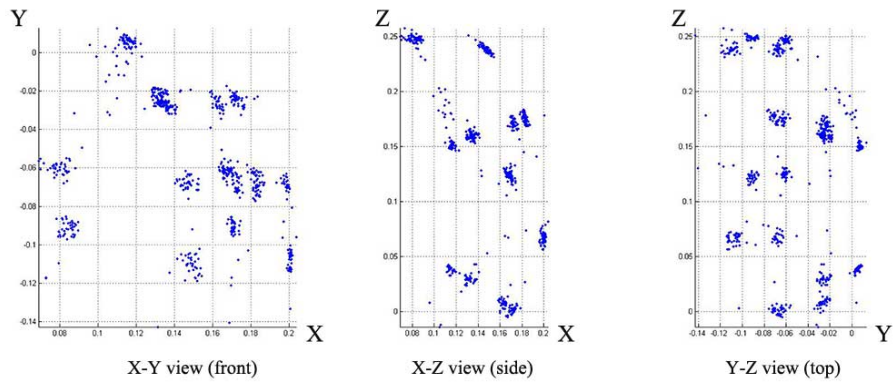 Y
Z
Z
0
-0.02
-0.04
-0.06
-0.08
-0.1
-0.12
-0.14
0.25
0.2
0.15
0.1
0.05
0
0.25
0.2
0.15
0.1
0.05
0
0.08 0.1 0.12 0.14 0.16 0.18 0.2 X
0.08 0.1 0.12 0.14 0.16 0.18 0.2 X
-0.14 -0.12 -0.1 -0.08 -0.06 -0.04 -0.02 0 Y
X-Y view (front)
X-Z view (side)
Y-Z view (top)